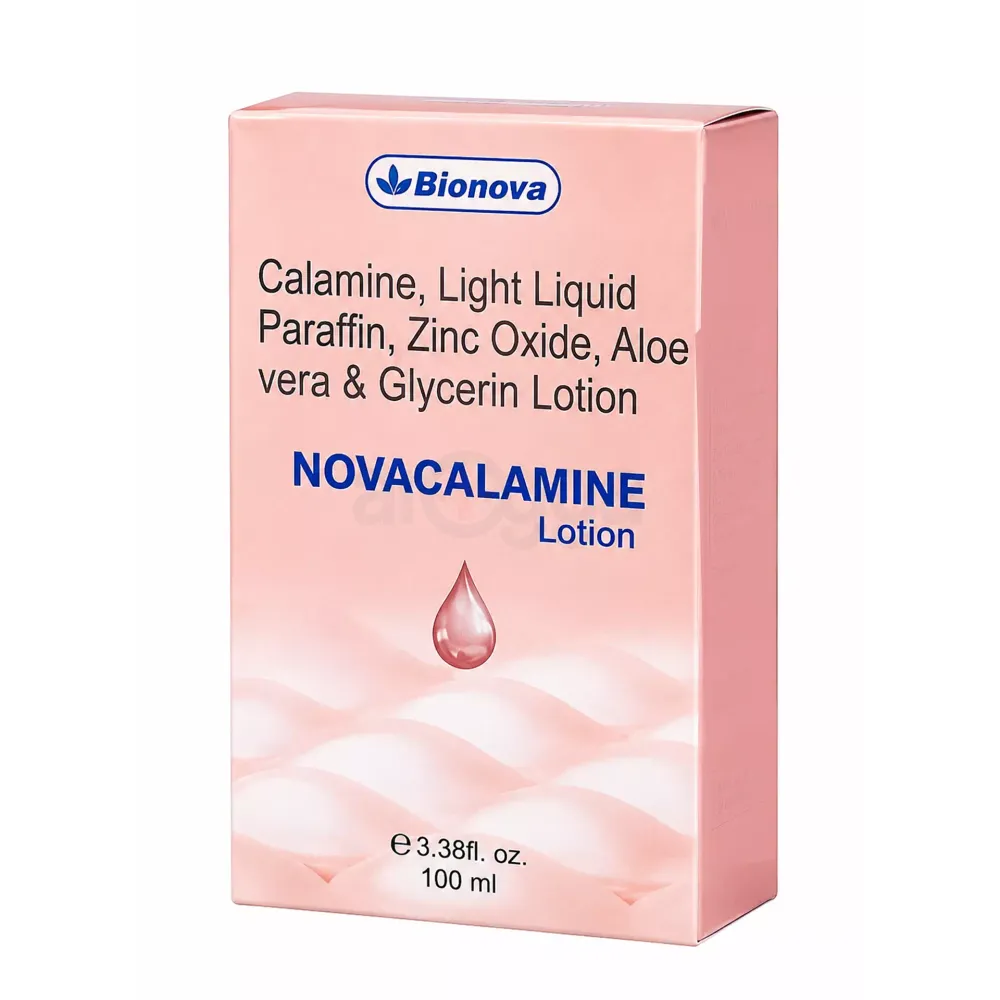 Bionova
Calamine, Light Liquid
Paraffin, Zinc Oxide, Aloe
vera & Glycerin Lotion
NOVACALAMINE
Lotion
℮ 3.38fl. oz.
100 ml